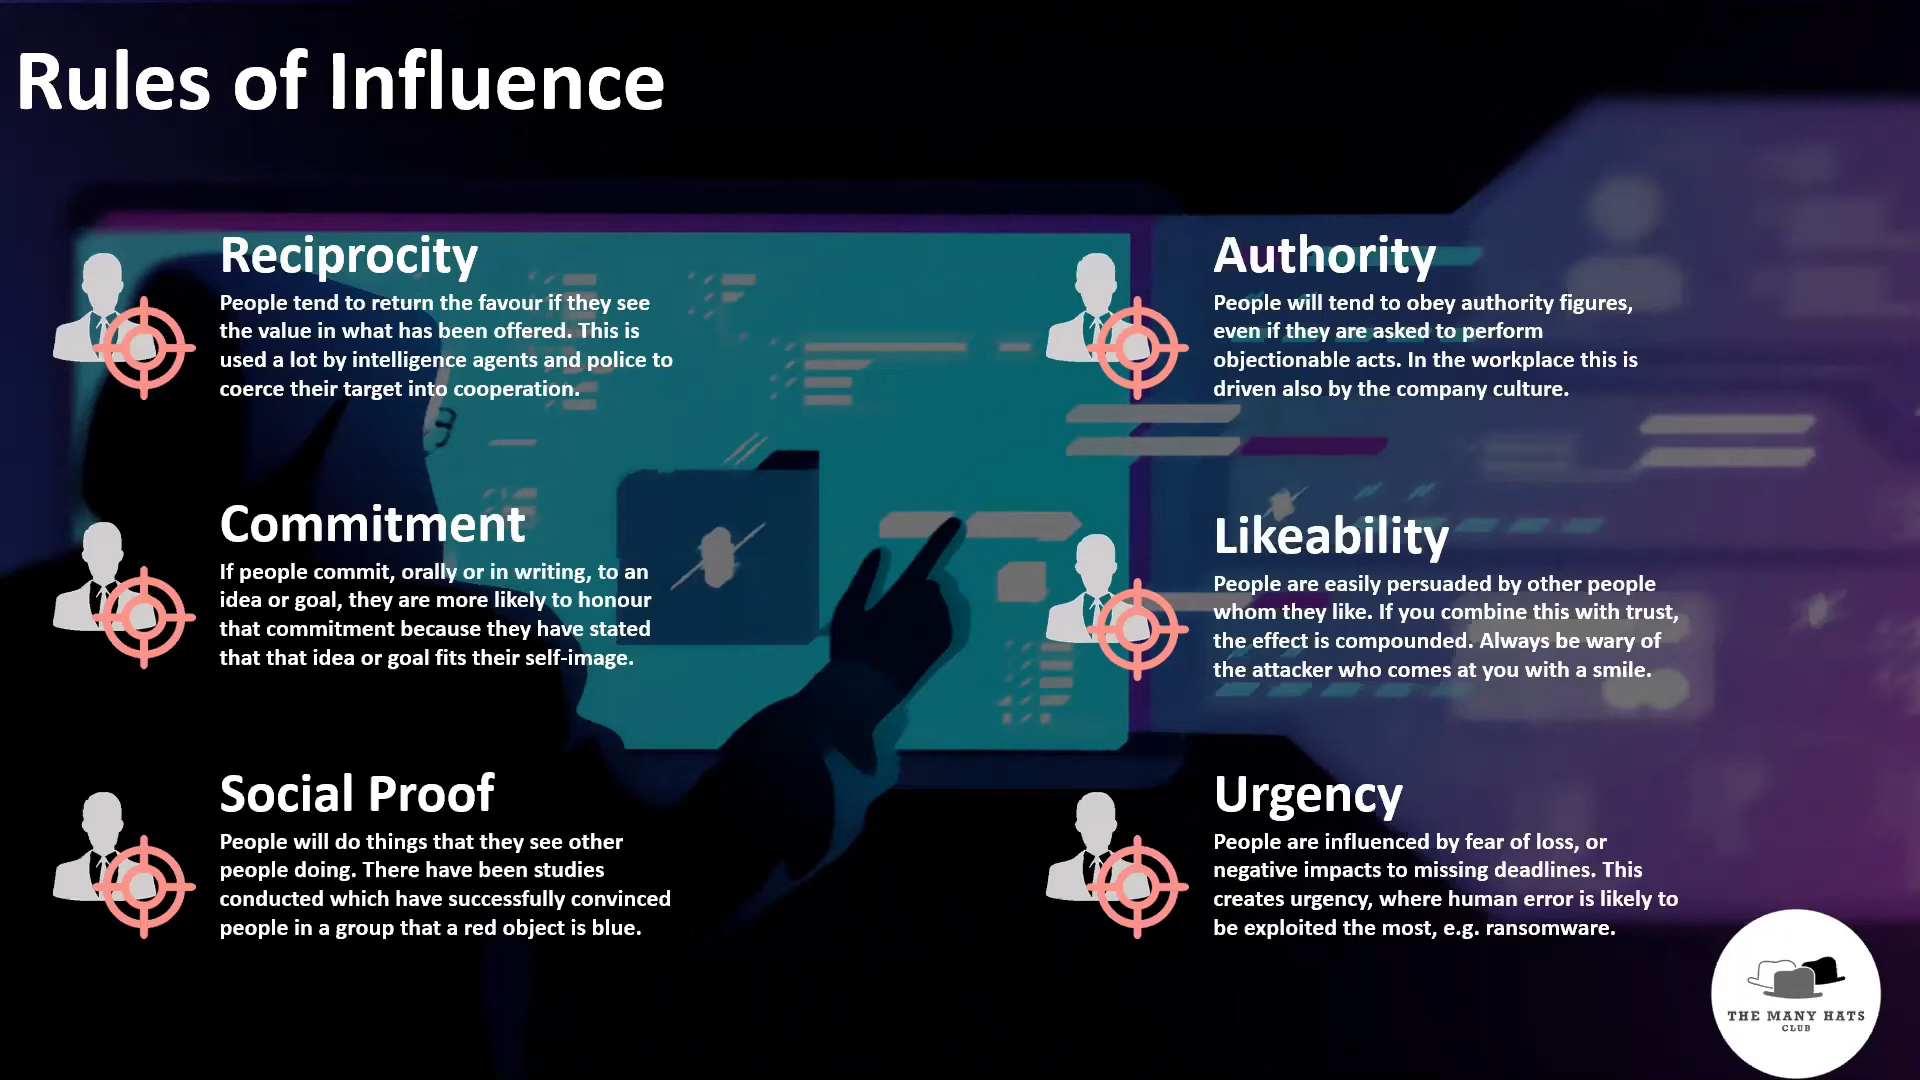 Rules of Influence
Reciprocity
People tend to return the favour if they see
the value in what has been offered. This is
used a lot by intelligence agents and police to
coerce their target into cooperation.
Commitment
If people commit, orally or in writing, to an
idea or goal, they are more likely to honour
that commitment because they have stated
that that idea or goal fits their self-image.
Social Proof
People will do things that they see other
people doing. There have been studies
conducted which have successfully convinced
people in a group that a red object is blue.
Authority
People will tend to obey authority figures,
even if they are asked to perform
objectionable acts. In the workplace this is
driven also by the company culture.
Likeability
People are easily persuaded by other people
whom they like. If you combine this with trust,
the effect is compounded. Always be wary of
the attacker who comes at you with a smile.
Urgency
People are influenced by fear of loss, or
negative impacts to missing deadlines. This
creates urgency, where human error is likely to
be exploited the most, e.g. ransomware.
THE MANY HATS
CLUB